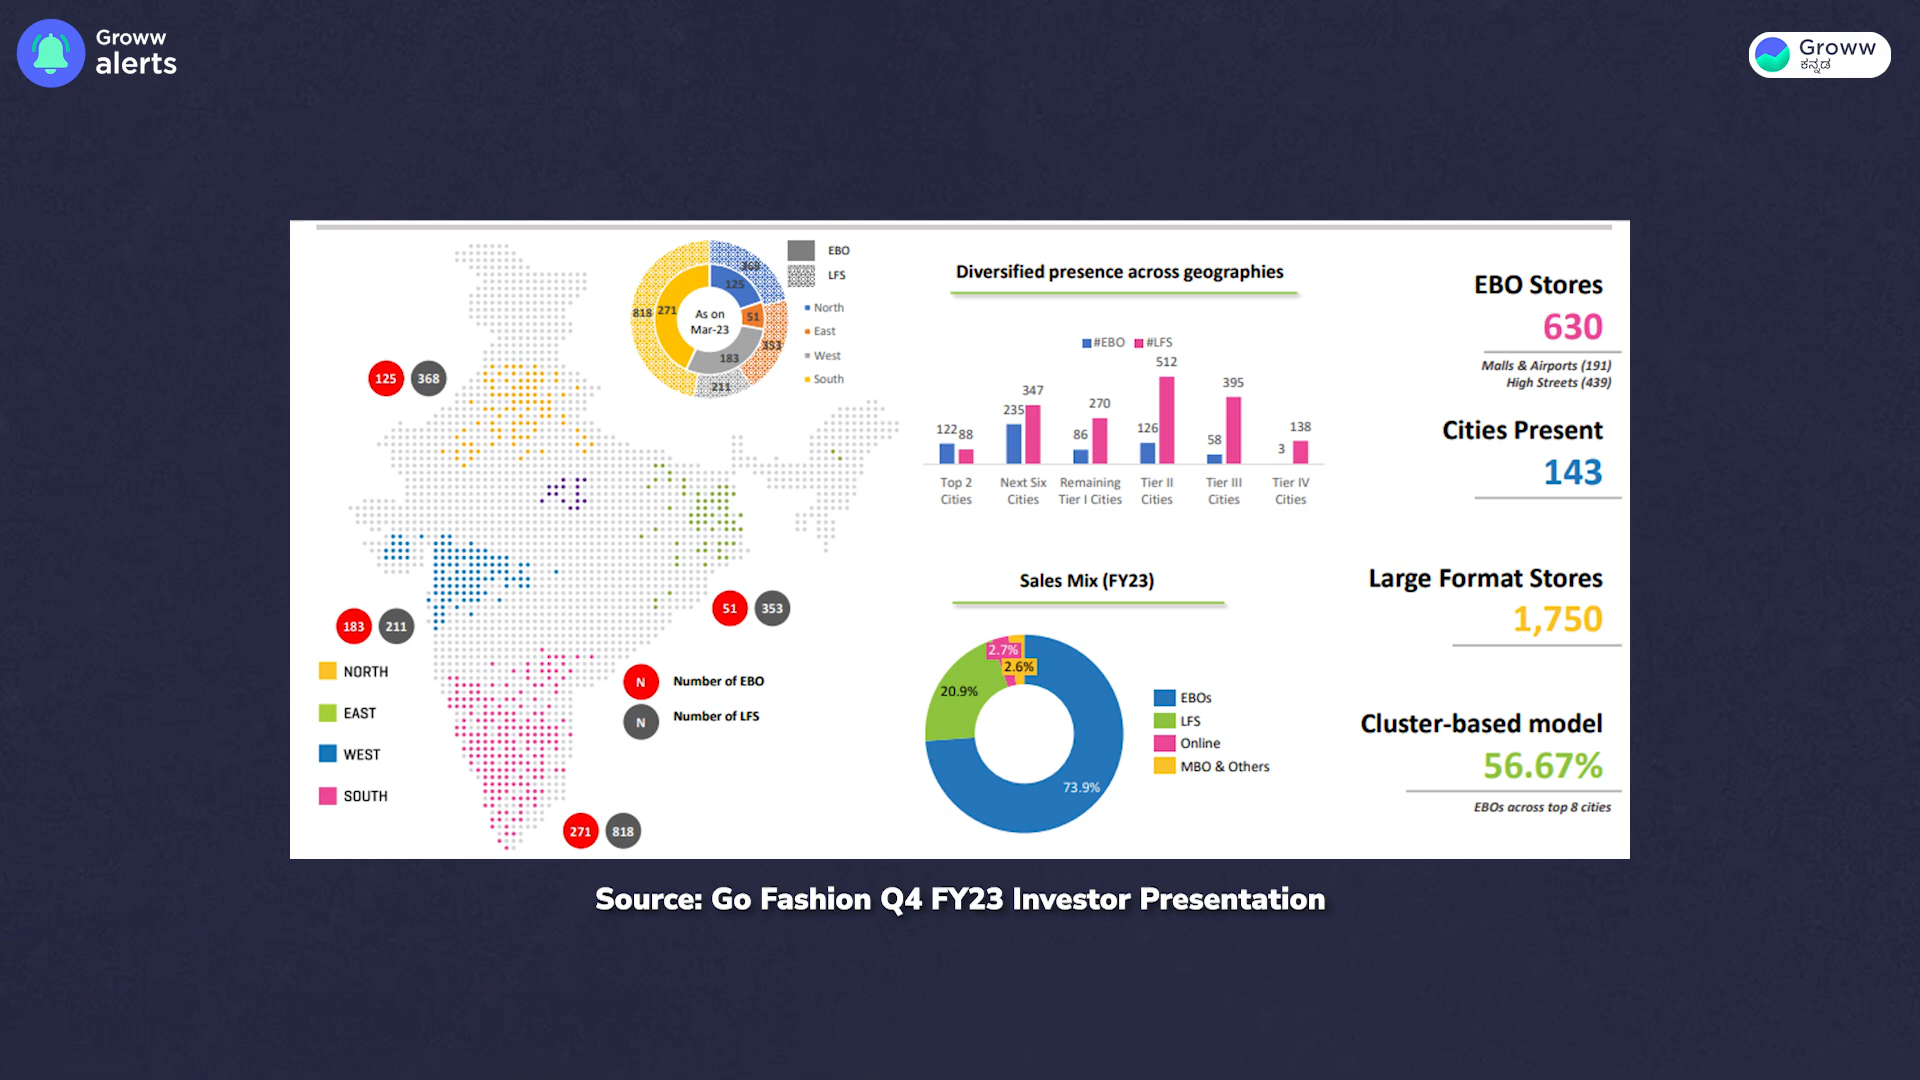 Groww
alerts
Groww
ಕನ್ನಡ
EBO
LFS
368
125
818
271
As on
Mar-23
51
183
211
North
East
West
South
125
368
183
211
51
353
271
818
NORTH
EAST
WEST
SOUTH
N
Number of EBO
N
Number of LFS
Diversified presence across geographies
#EBO
#LFS
122
88
235
347
86
270
126
512
58
395
3
138
Top 2
Cities
Next Six
Cities
Remaining
Tier I Cities
Tier II
Cities
Tier III
Cities
Tier IV
Cities
Sales Mix (FY23)
2.7%
2.6%
20.9%
73.9%
EBOs
LFS
Online
MBO & Others
EBO Stores
630
Malls & Airports (191)
High Streets (439)
Cities Present
143
Large Format Stores
1,750
Cluster-based model
56.67%
EBOs across top 8 cities
Source: Go Fashion Q4 FY23 Investor Presentation